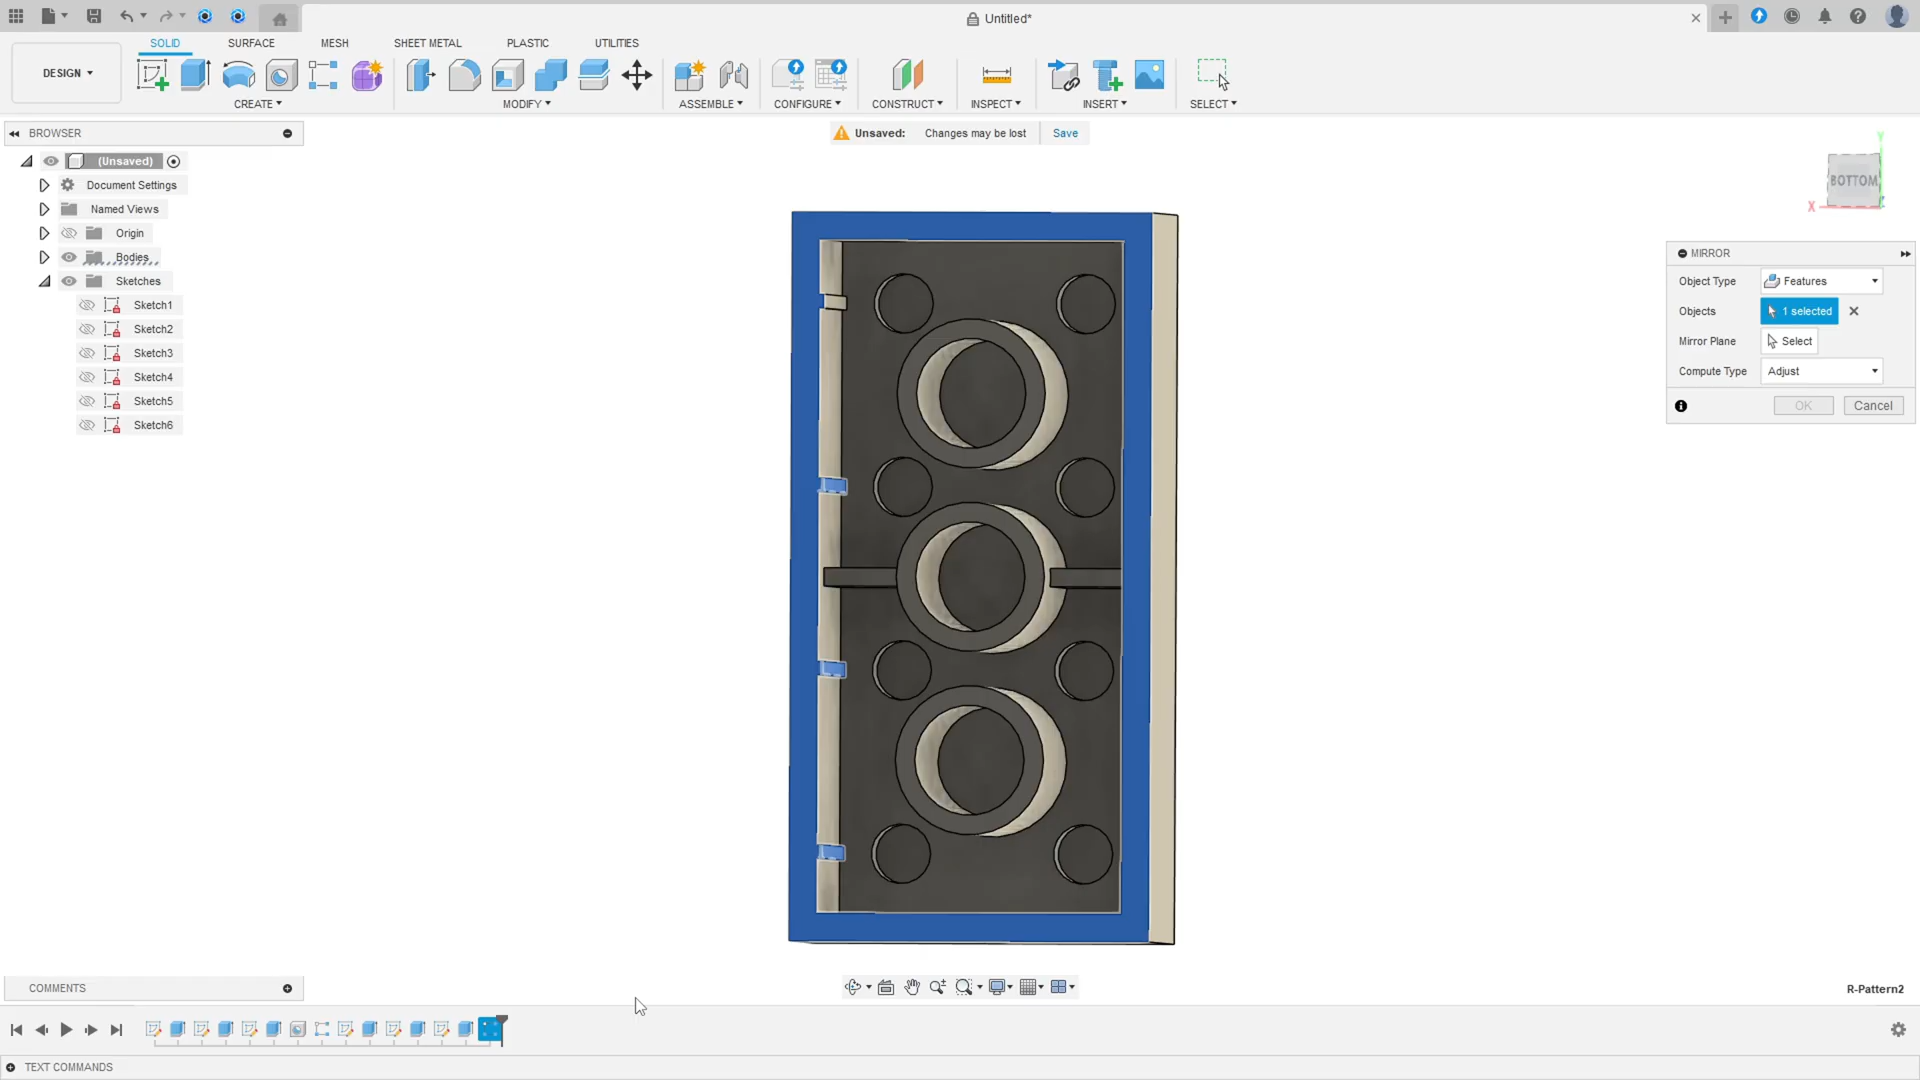 Untitled*
DESIGN
SOLID SURFACE MESH SHEET METAL PLASTIC UTILITIES
CREATE MODIFY ASSEMBLE CONFIGURE CONSTRUCT INSPECT INSERT SELECT
BROWSER
Unsaved: Changes may be lost Save
(Unsaved)
Document Settings
Named Views
Origin
Bodies
Sketches
Sketch1
Sketch2
Sketch3
Sketch4
Sketch5
Sketch6
Y
BOTTOM
X
Z
MIRROR
Object Type Features
Objects 1 selected
Mirror Plane Select
Compute Type Adjust
OK Cancel
COMMENTS
R-Pattern2
TEXT COMMANDS